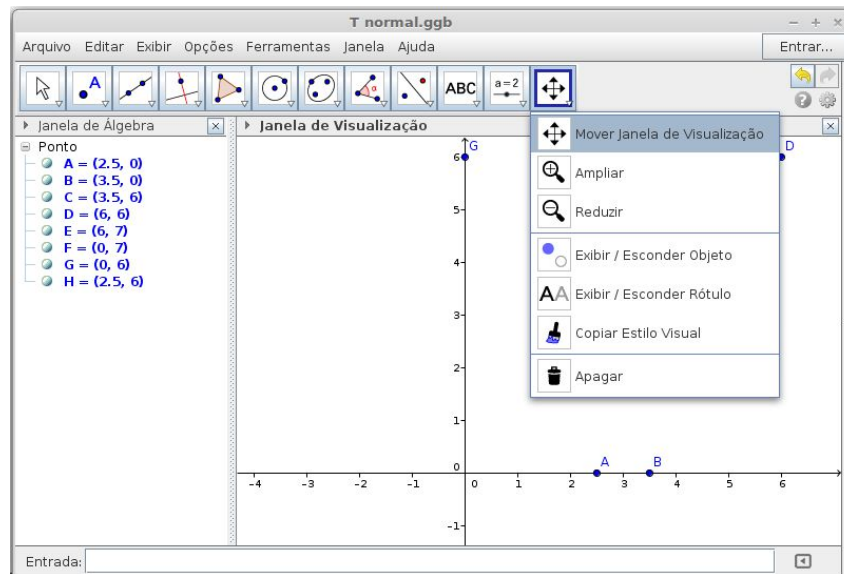 T normal.ggb
Arquivo Editar Exibir Opções Ferramentas Janela Ajuda Entrar...
A ABC a=2
Janela de Álgebra
Janela de Visualização
Ponto
A = (2.5, 0)
B = (3.5, 0)
C = (3.5, 6)
D = (6, 6)
E = (6, 7)
F = (0, 7)
G = (0, 6)
H = (2.5, 6)
Mover Janela de Visualização
Ampliar
Reduzir
Exibir / Esconder Objeto
AA Exibir / Esconder Rótulo
Copiar Estilo Visual
Apagar
G D
6
5
4
3
2
1
0
A B
-4 -3 -2 -1 0 1 2 3 4 5 6
-1
Entrada: